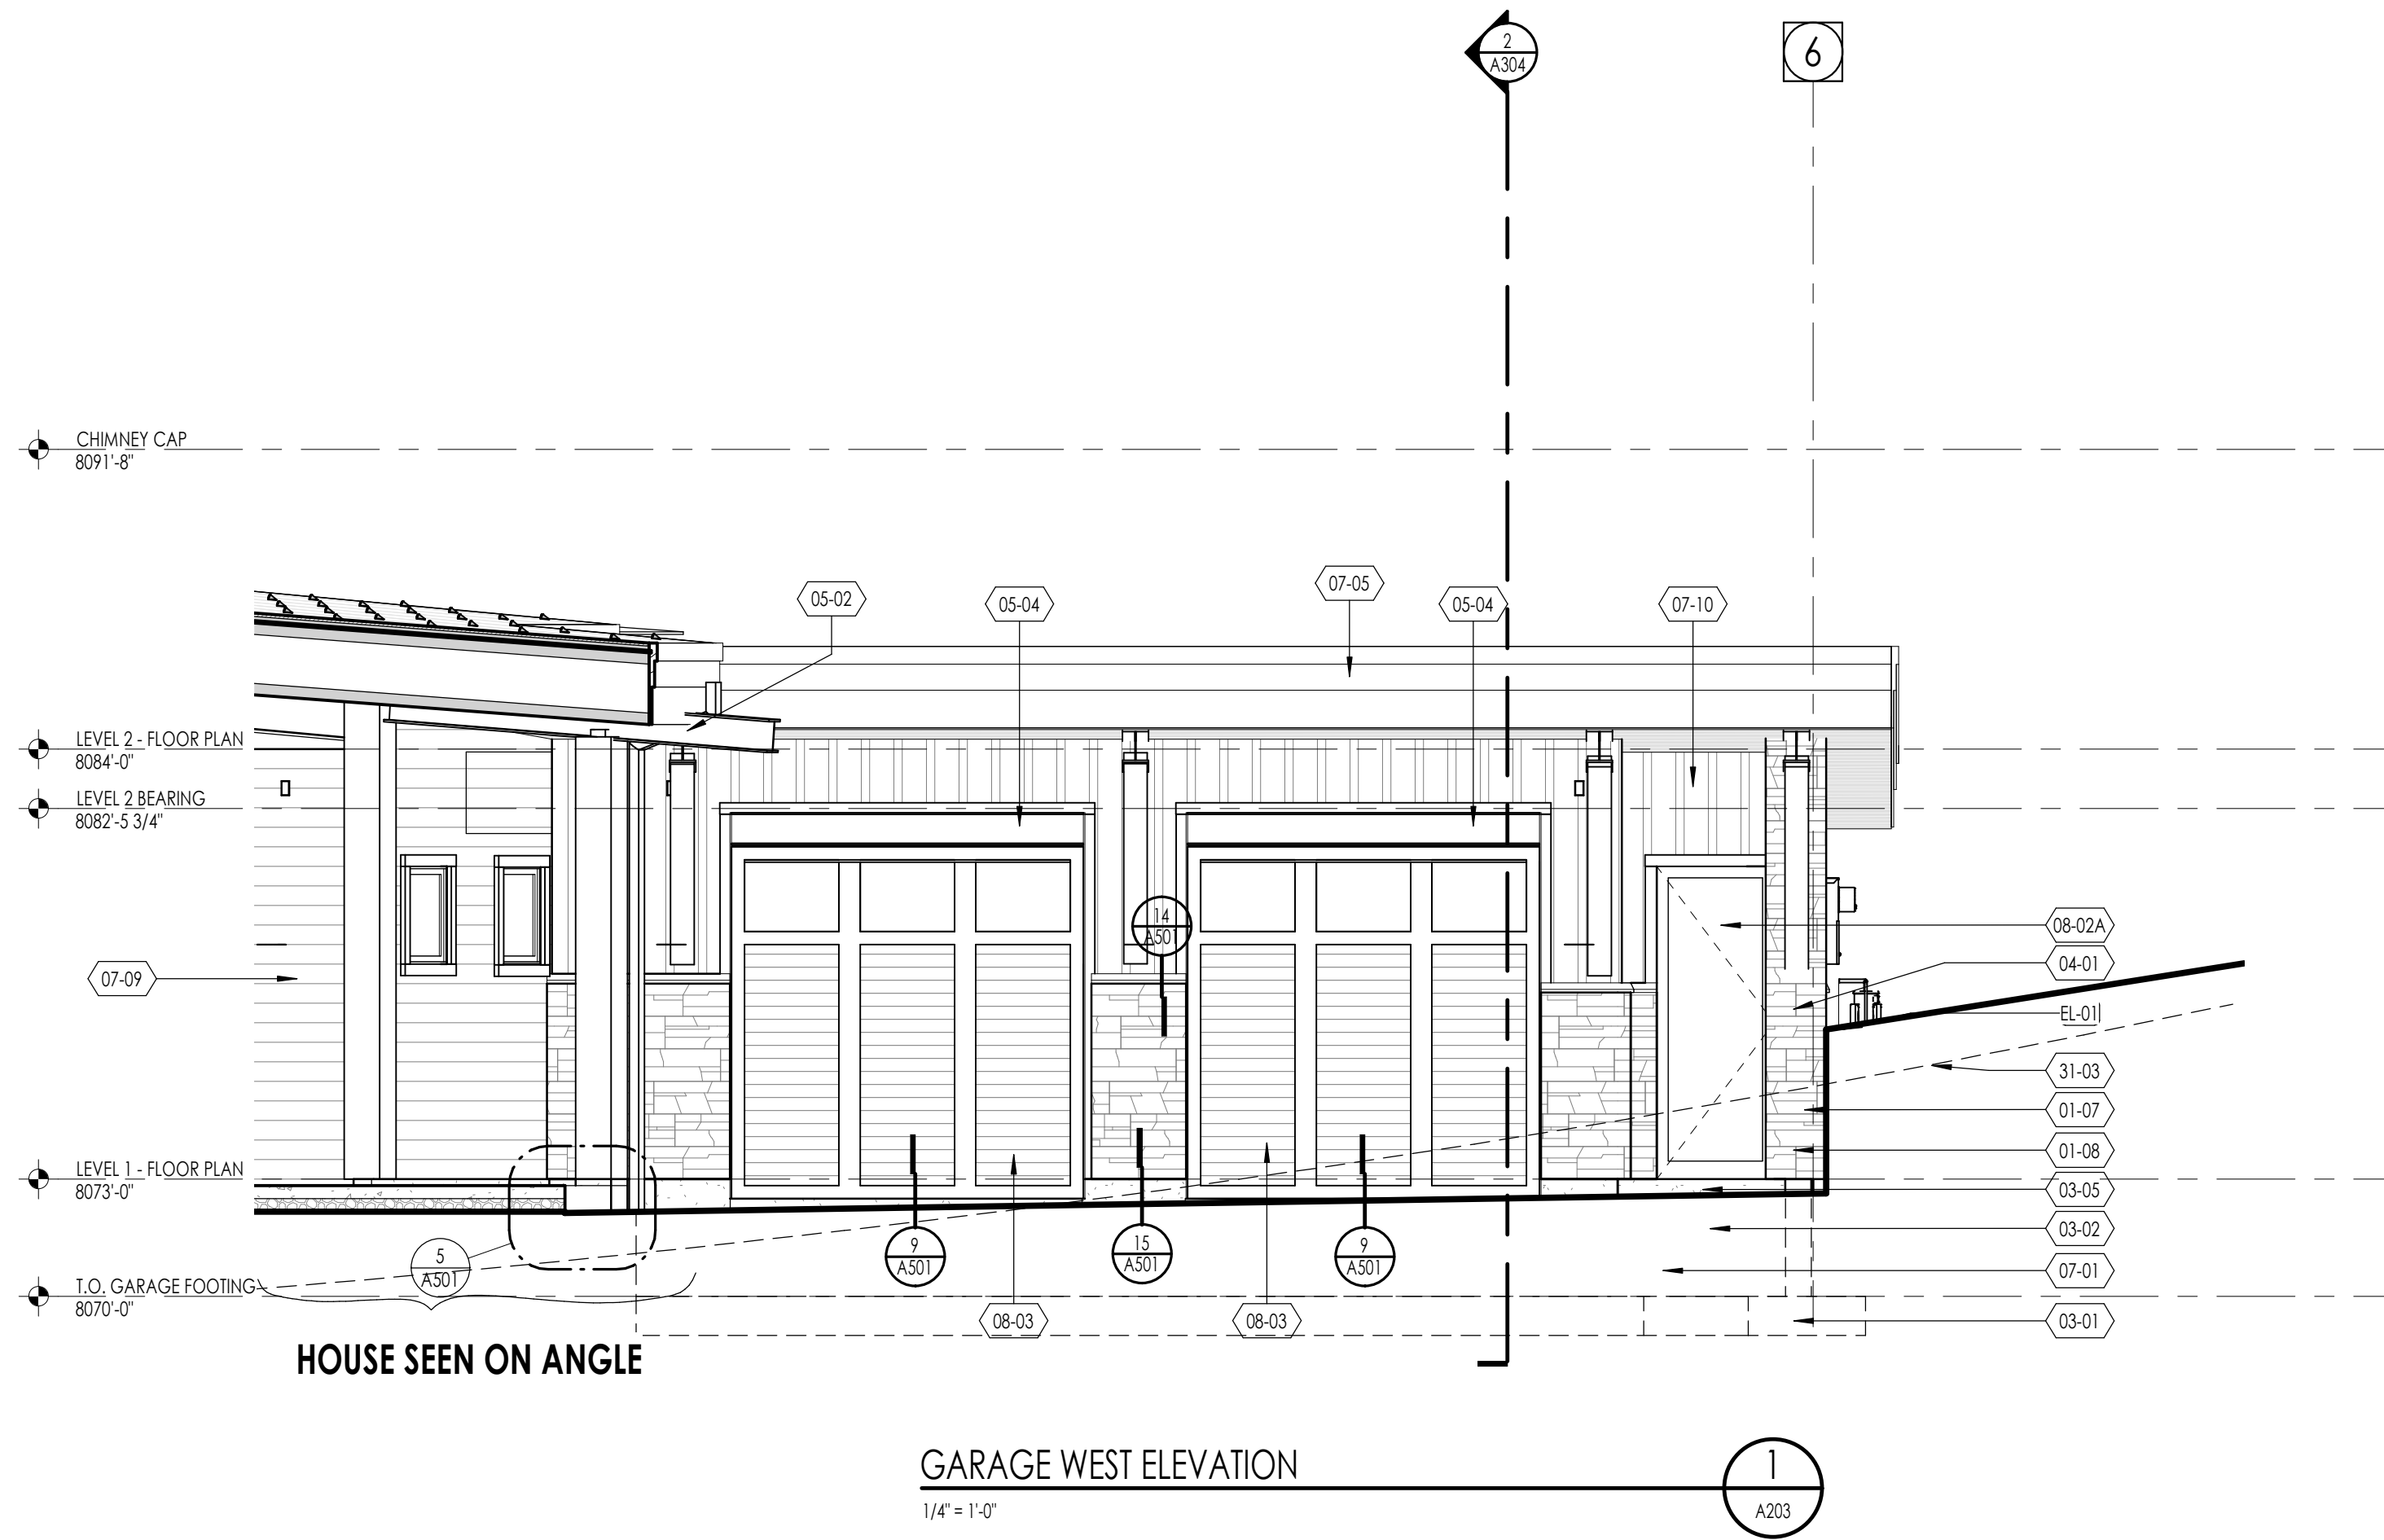 2
A304
6
CHIMNEY CAP
8091'-8"
05-02
05-04
07-05
05-04
07-10
LEVEL 2 - FLOOR PLAN
8084'-0"
LEVEL 2 BEARING
8082'-5 3/4"
14
A501
08-02A
04-01
07-09
EL-01
31-03
01-07
01-08
LEVEL 1 - FLOOR PLAN
8073'-0"
03-05
03-02
5
A501
9
A501
15
A501
9
A501
07-01
T.O. GARAGE FOOTING
8070'-0"
08-03
08-03
03-01
HOUSE SEEN ON ANGLE
GARAGE WEST ELEVATION
1
1/4" = 1'-0"
A203